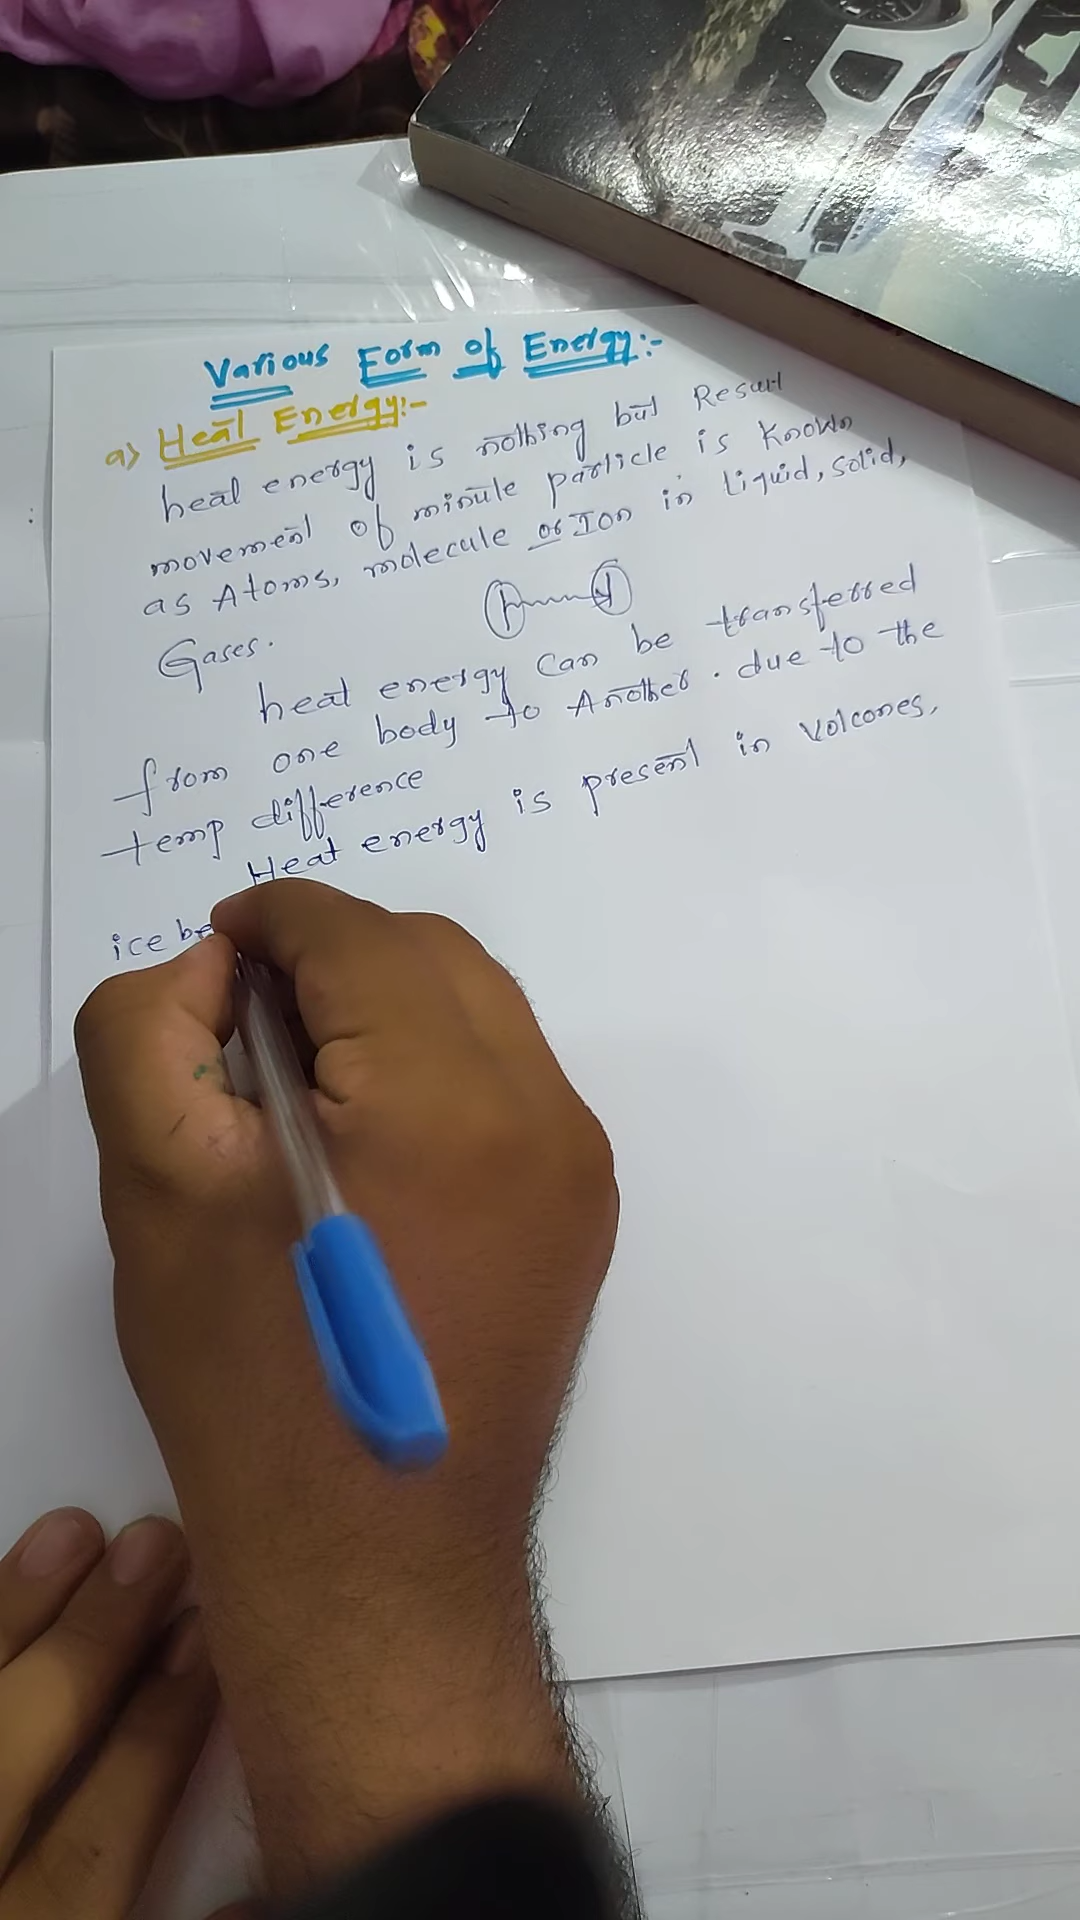 Various Form of Energy:-
a) Heat Energy:-
heat energy is nothing but Result
movement of minute particle is Known
as Atoms, molecule or Ion in Liquid, solid,
Gases.
heat energy Can be transferred
from one body to Another. due to the
temp difference
Heat energy is present in Volcones,
ice be